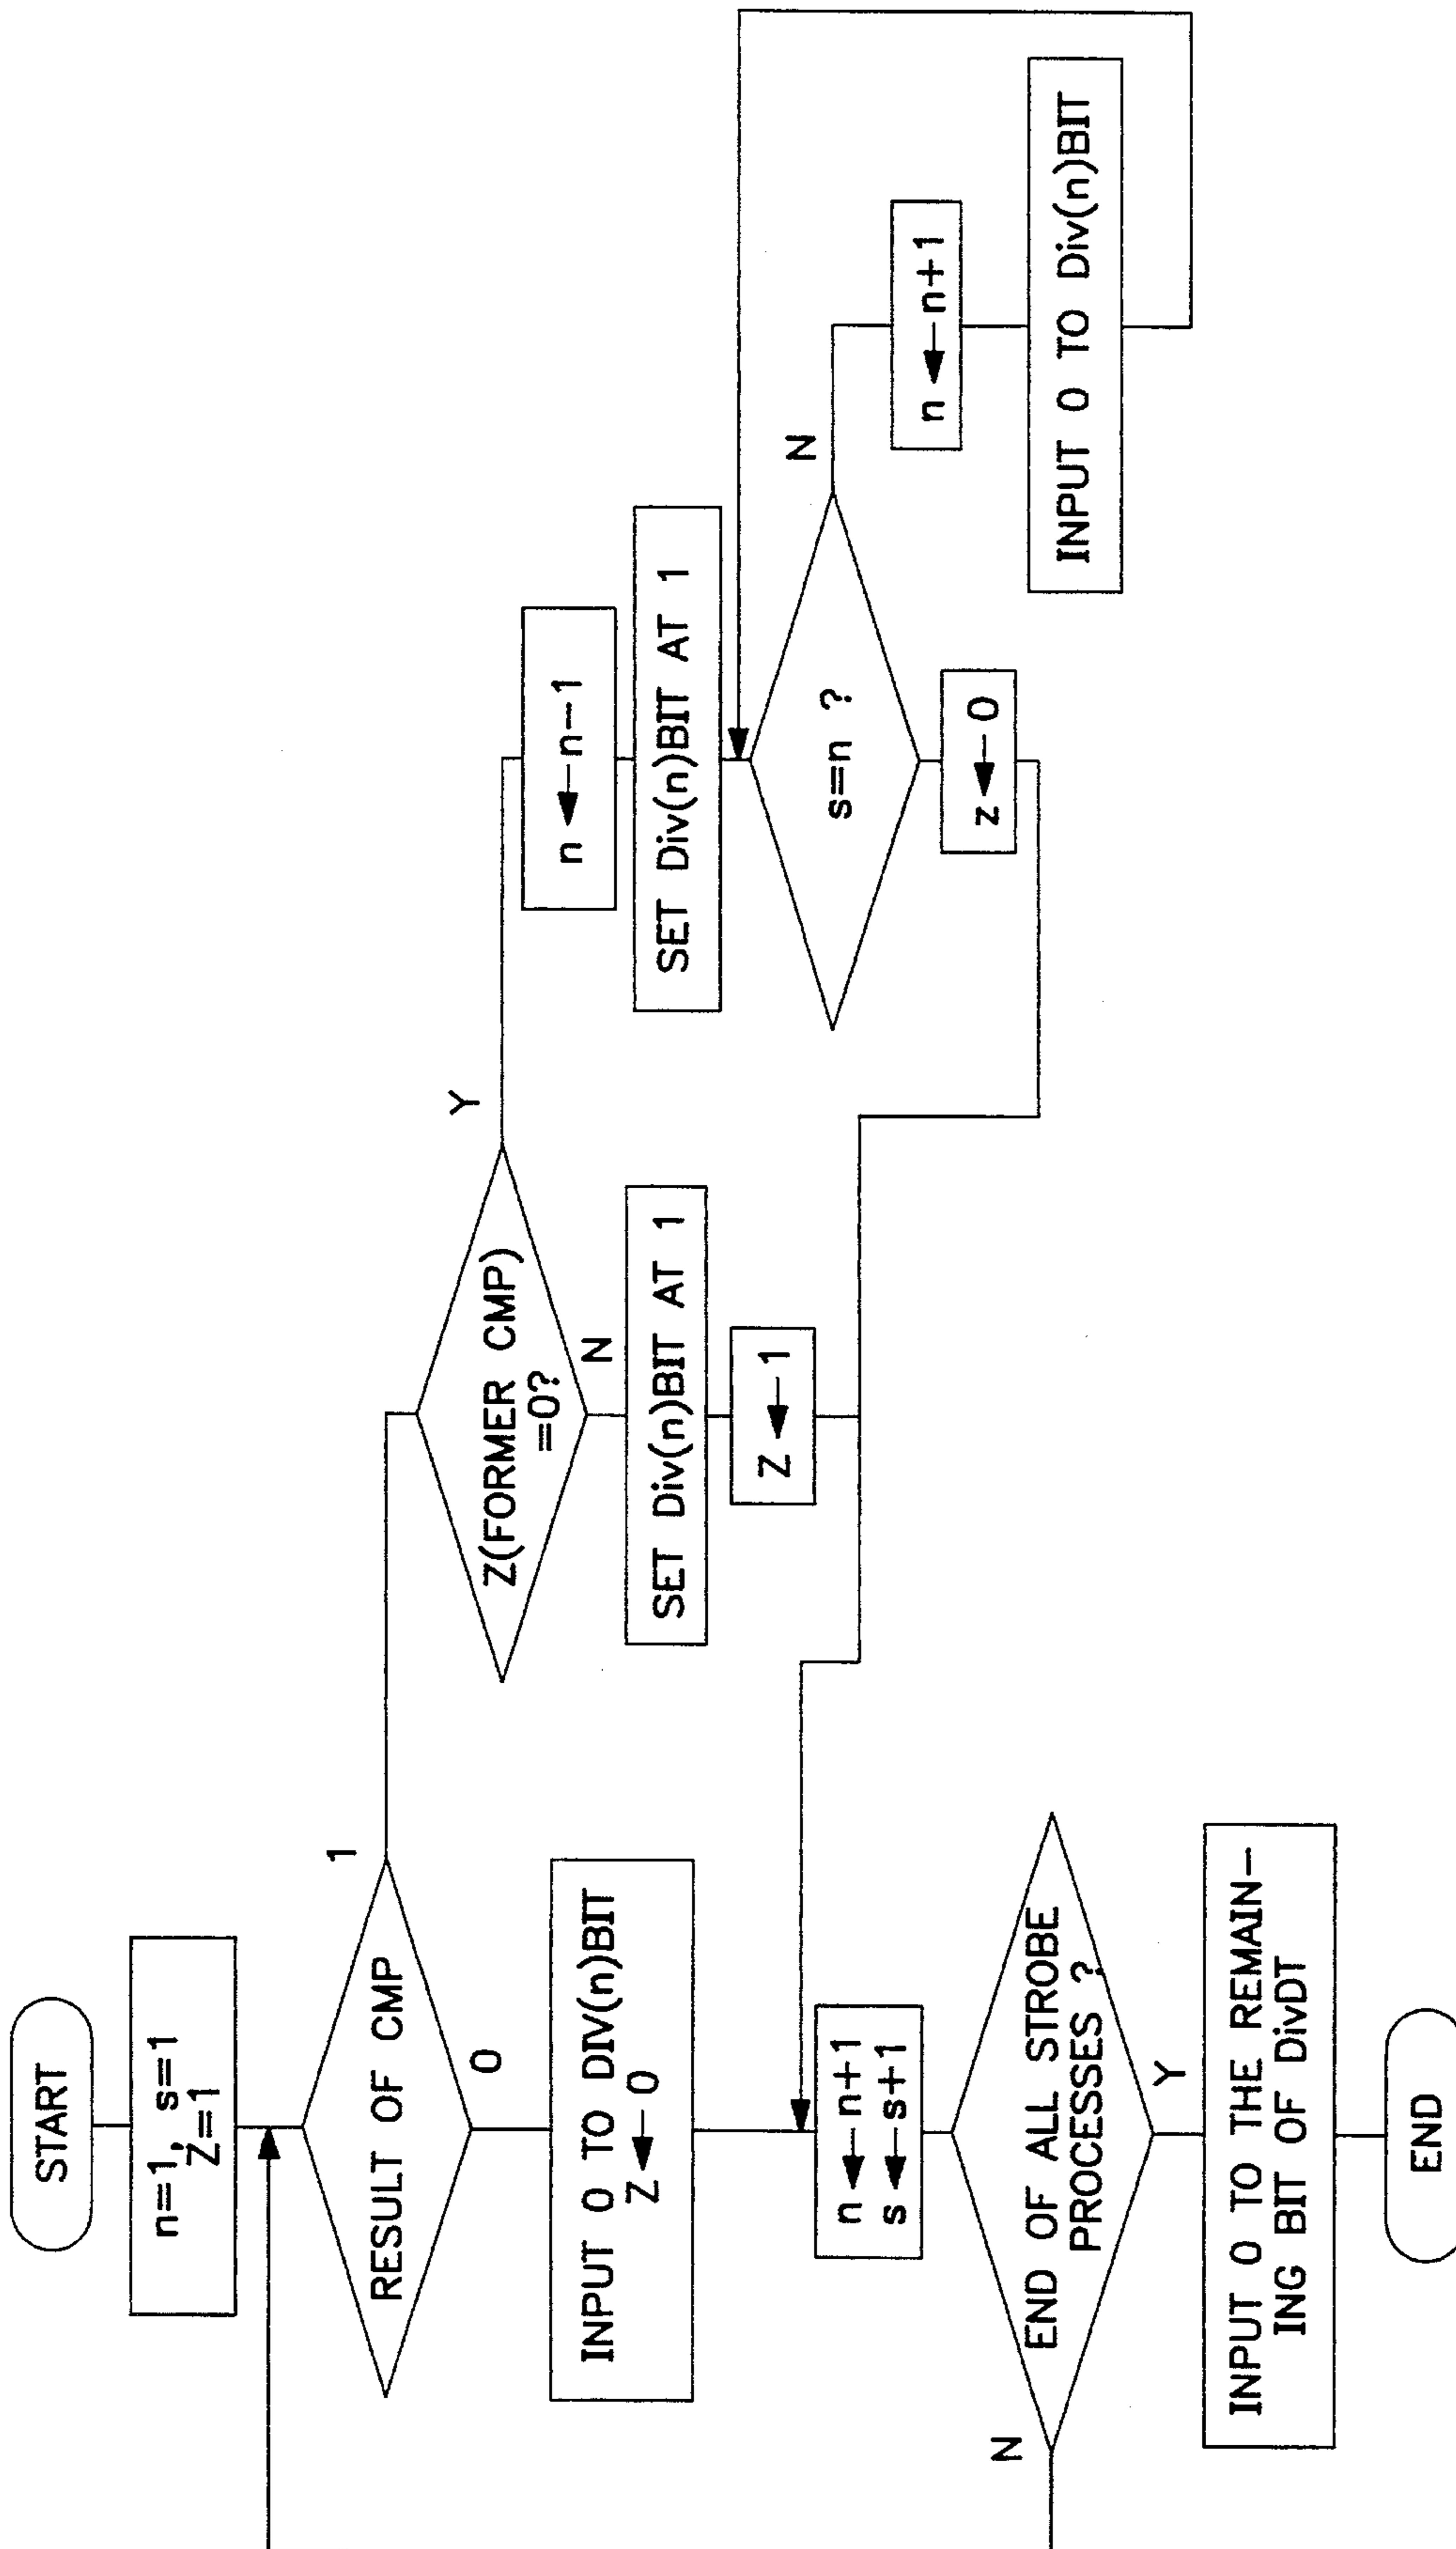 START
n=1, s=1
Z=1
RESULT OF CMP
1
0
INPUT 0 TO DIV(n)BIT
Z ← 0
Z(FORMER CMP)
=0?
Y
N
SET Div(n)BIT AT 1
Z ← 1
n ← n-1
SET Div(n)BIT AT 1
s=n ?
N
n ← n+1
INPUT 0 TO Div(n)BIT
z ← 0
n ← n+1
s ← s+1
END OF ALL STROBE
PROCESSES ?
N
Y
INPUT 0 TO THE REMAIN-
ING BIT OF DivDT
END